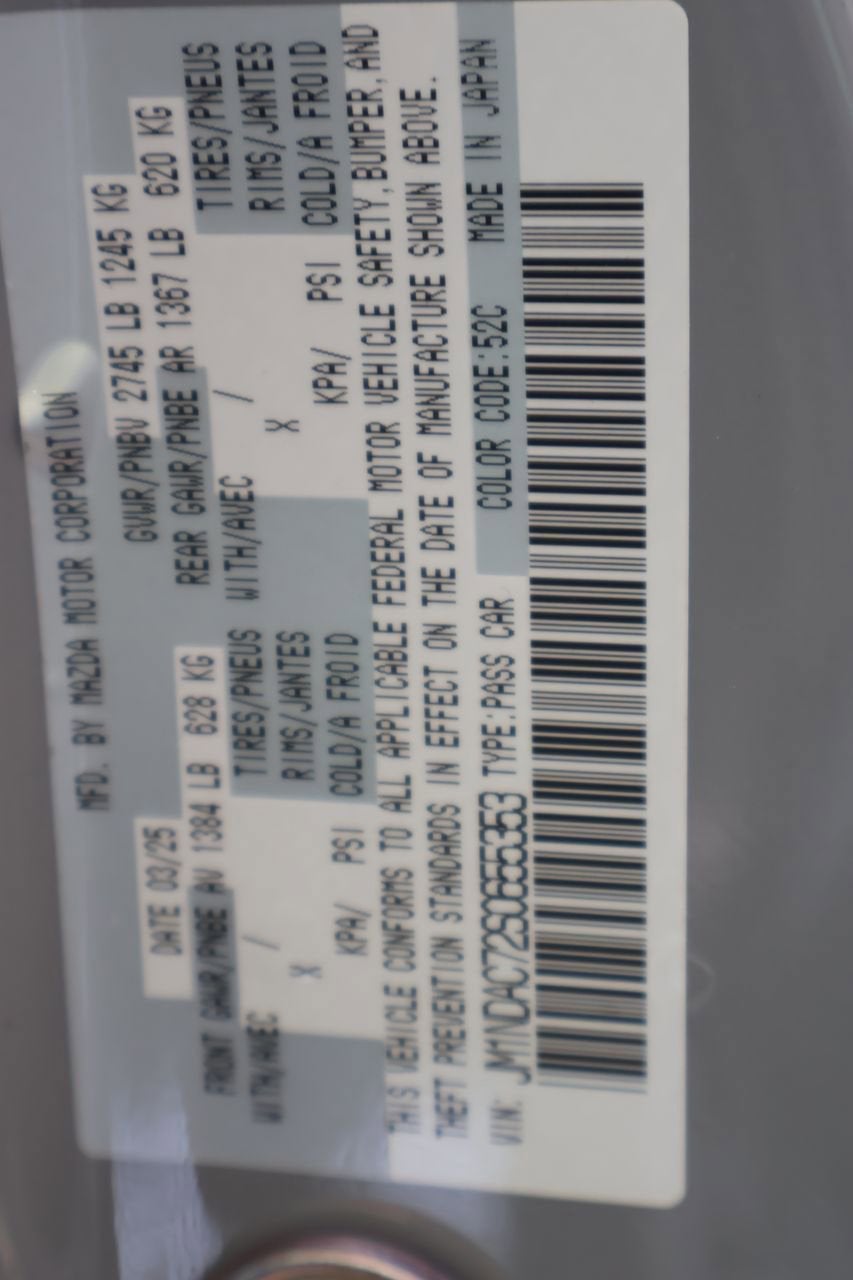 MFD. BY MAZDA MOTOR CORPORATION
DATE 03/25 GVWR/PNBV 2745 LB 1245 KG
FRONT GAWR/PNBE AV 1384 LB 628 KG REAR GAWR/PNBE AR 1367 LB 620 KG
WITH/AVEC / TIRES/PNEUS WITH/AVEC / TIRES/PNEUS
X RIMS/JANTES X RIMS/JANTES
KPA/ PSI COLD/A FROID KPA/ PSI COLD/A FROID
THIS VEHICLE CONFORMS TO ALL APPLICABLE FEDERAL MOTOR VEHICLE SAFETY,BUMPER,AND
THEFT PREVENTION STANDARDS IN EFFECT ON THE DATE OF MANUFACTURE SHOWN ABOVE.
VIN: JM1NDAC72S0655353 TYPE:PASS CAR COLOR CODE:52C MADE IN JAPAN